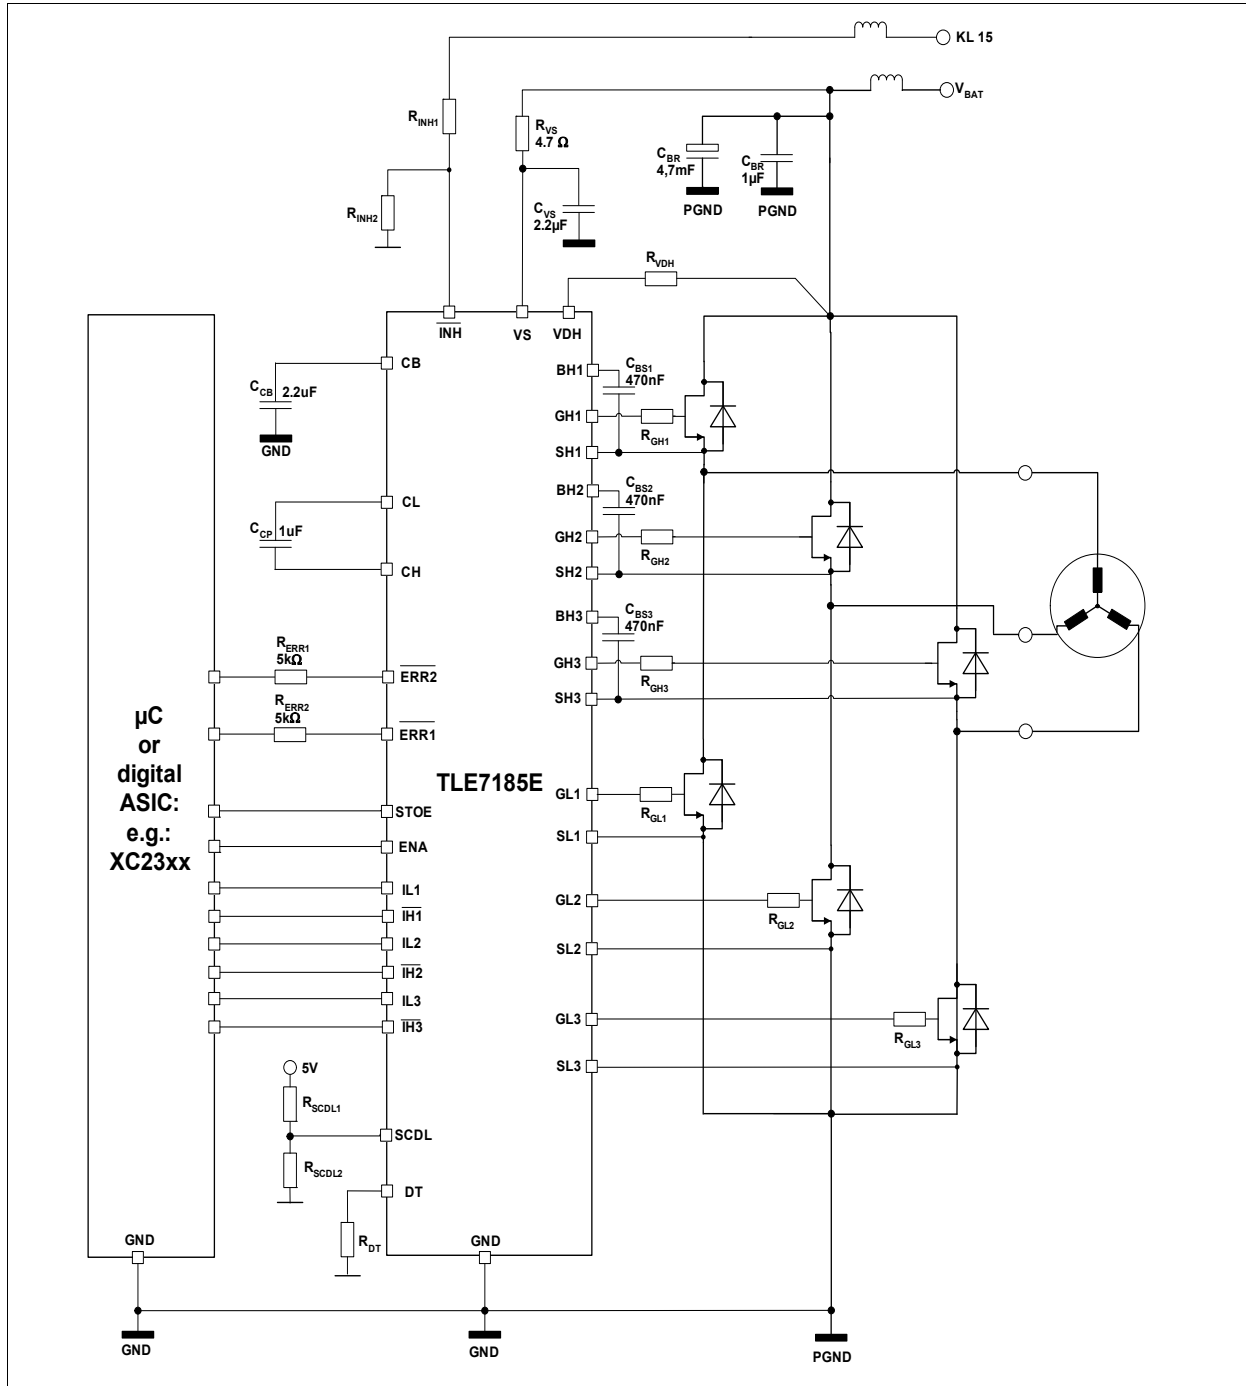 KL 15
V_BAT
R_INH1
R_VS
4.7 Ω
C_BR
4,7mF
C_BR
1µF
PGND
PGND
R_INH2
C_VS
2.2µF
R_VDH
INH
VS
VDH
CB
C_CB 2.2uF
GND
CL
C_CP 1uF
CH
R_ERR1
5kΩ
ERR2
R_ERR2
5kΩ
ERR1
µC
or
digital
ASIC:
e.g.:
XC23xx
TLE7185E
STOE
ENA
IL1
IH1
IL2
IH2
IL3
IH3
5V
R_SCDL1
SCDL
R_SCDL2
DT
R_DT
BH1
C_BS1
470nF
GH1
R_GH1
SH1
BH2
C_BS2
470nF
GH2
R_GH2
SH2
BH3
C_BS3
470nF
GH3
R_GH3
SH3
GL1
R_GL1
SL1
GL2
R_GL2
SL2
GL3
R_GL3
SL3
GND
GND
GND
GND
PGND